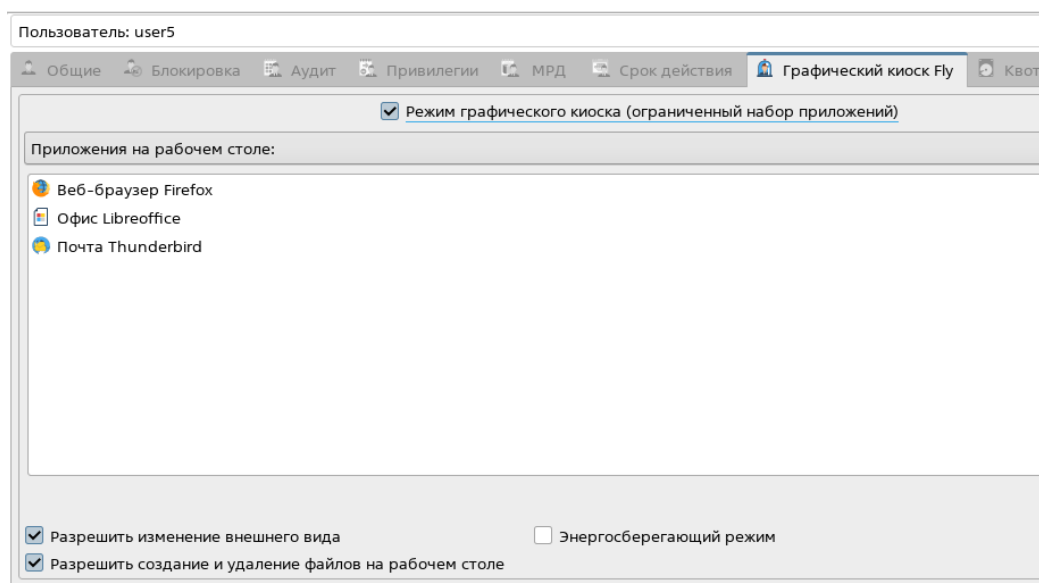 Пользователь: user5
Общие Блокировка Аудит Привилегии МРД Срок действия Графический киоск Fly Квот
Режим графического киоска (ограниченный набор приложений)
Приложения на рабочем столе:
Веб-браузер Firefox
Офис Libreoffice
Почта Thunderbird
Разрешить изменение внешнего вида Энергосберегающий режим
Разрешить создание и удаление файлов на рабочем столе